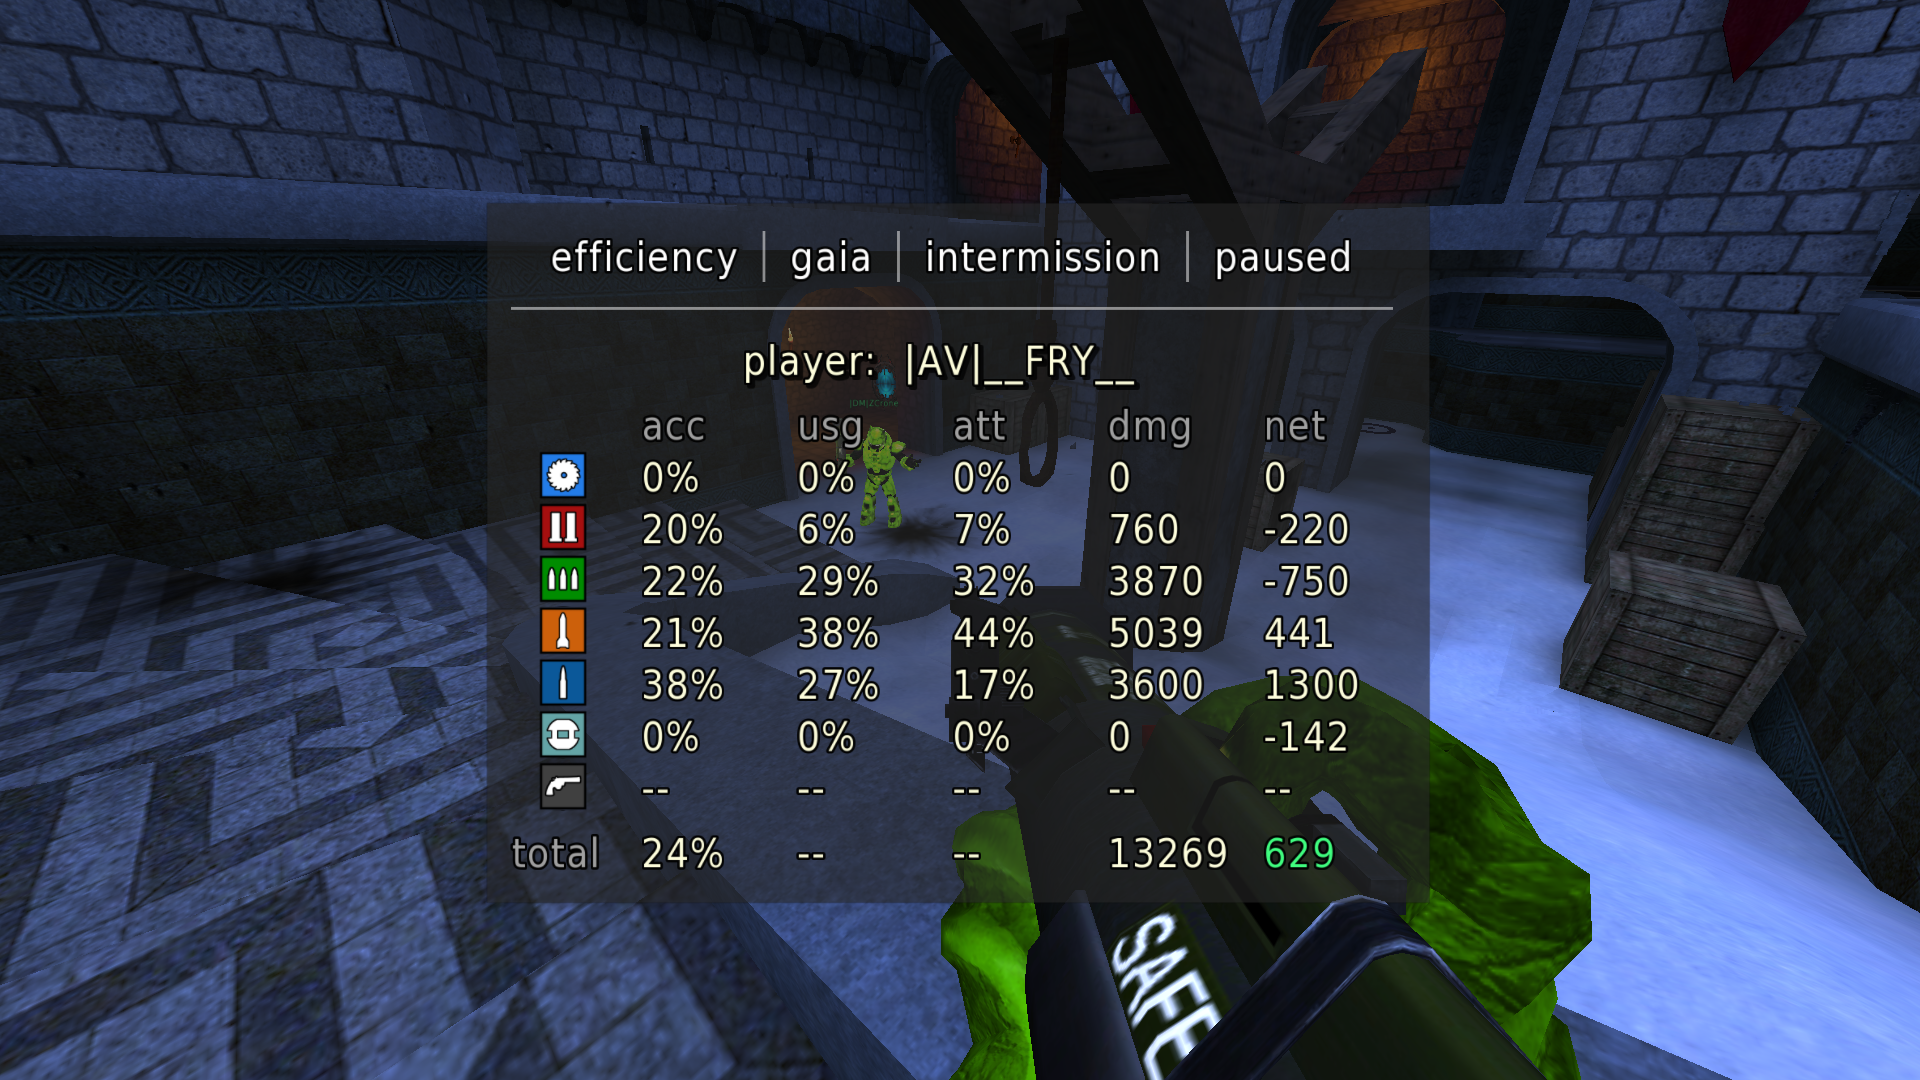 efficiency | gaia | intermission | paused
player: |AV|__FRY__
|DM|ZCrone
acc usg att dmg net
0% 0% 0% 0 0
20% 6% 7% 760 -220
22% 29% 32% 3870 -750
21% 38% 44% 5039 441
38% 27% 17% 3600 1300
0% 0% 0% 0 -142
-- -- -- -- --
total 24% -- -- 13269 629
SAFE